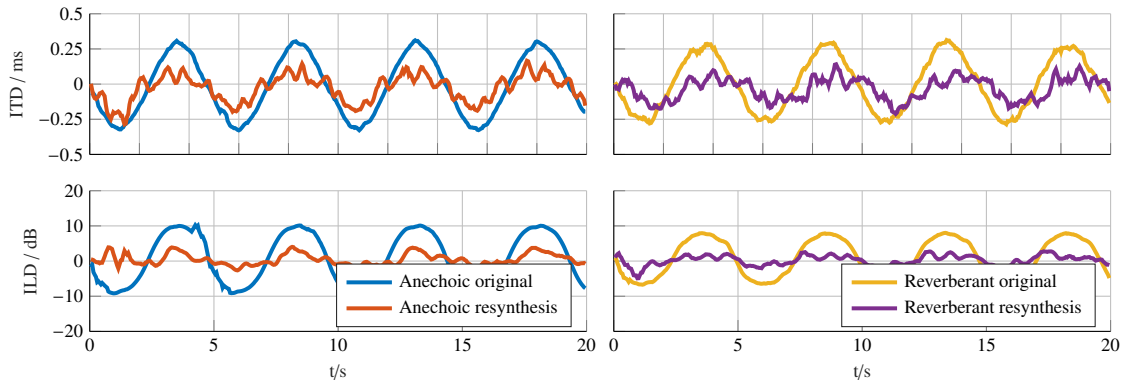 0.5
0.25
0
−0.25
−0.5
ITD / ms
20
10
0
−10
−20
ILD / dB
Anechoic original
Anechoic resynthesis
Reverberant original
Reverberant resynthesis
0 5 10 15 20
0 5 10 15 20
t/s
t/s